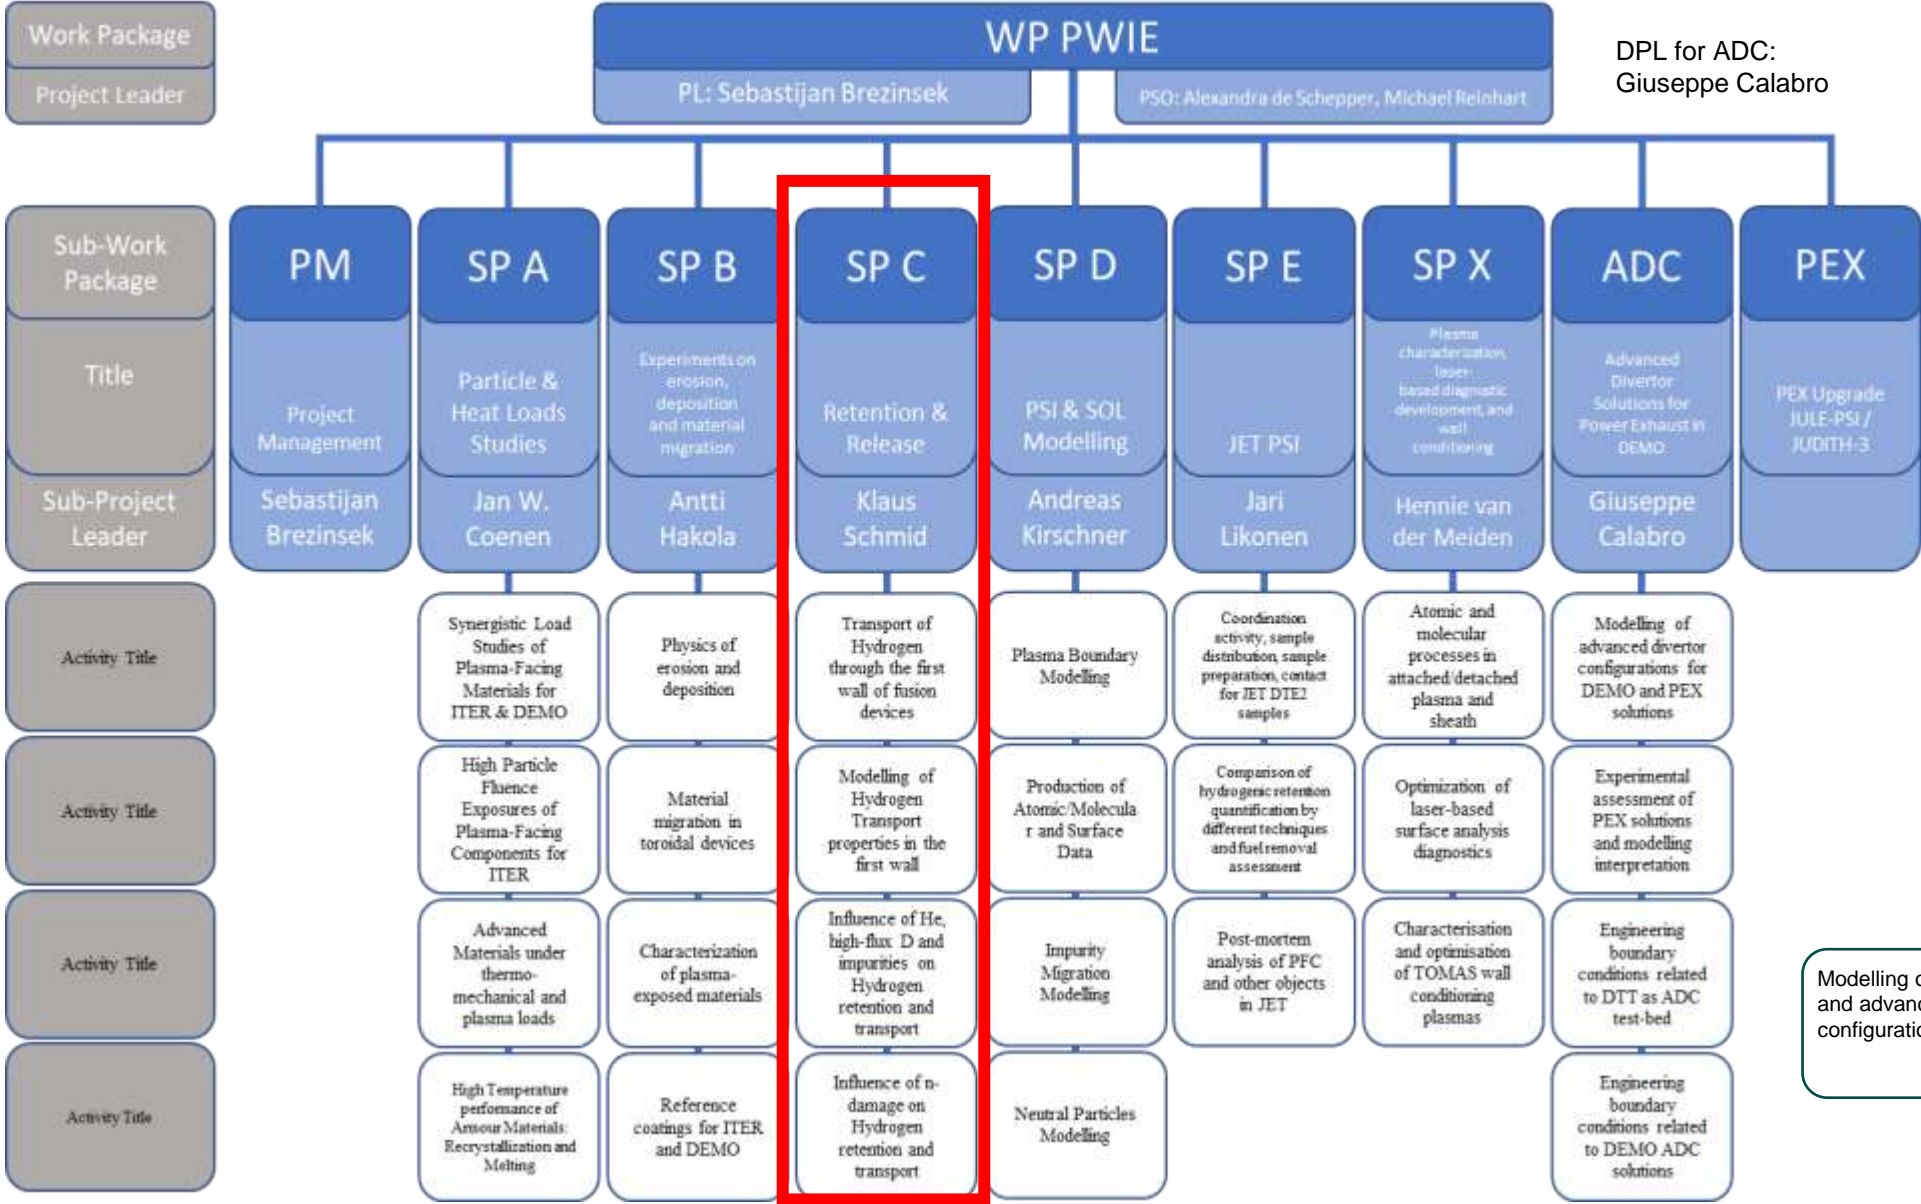 Work Package
Project Leader
WP PWIE
PL: Sebastijan Brezinsek
PSO: Alexandra de Schepper, Michael Reinhart
DPL for ADC:
Giuseppe Calabro
Sub-Work
Package
PM
SP A
SP B
SP C
SP D
SP E
SP X
ADC
PEX
Title
Project
Management
Particle &
Heat Loads
Studies
Experiments on
erosion,
deposition
and material
migration
Retention &
Release
PSI & SOL
Modelling
JET PSI
Plasma
characterization,
laser-
based diagnostic
development, and
wall
conditioning
Advanced
Divertor
Solutions for
Power Exhaust in
DEMO
PEX Upgrade
JULE-PSI /
JUDITH-3
Sub-Project
Leader
Sebastijan
Brezinsek
Jan W.
Coenen
Antti
Hakola
Klaus
Schmid
Andreas
Kirschner
Jari
Likonen
Hennie van
der Meiden
Giuseppe
Calabro
Activity Title
Synergistic Load
Studies of
Plasma-Facing
Materials for
ITER & DEMO
Physics of
erosion and
deposition
Transport of
Hydrogen
through the first
wall of fusion
devices
Plasma Boundary
Modelling
Coordination
activity, sample
distribution, sample
preparation, contact
for JET DTE2
samples
Atomic and
molecular
processes in
attached/detached
plasma and
sheath
Modelling of
advanced divertor
configurations for
DEMO and PEX
solutions
Activity Title
High Particle
Fluence
Exposures of
Plasma-Facing
Components for
ITER
Material
migration in
toroidal devices
Modelling of
Hydrogen
Transport
properties in the
first wall
Production of
Atomic/Molecula
r and Surface
Data
Comparison of
hydrogenic retention
quantification by
different techniques
and fuel removal
assessment
Optimization of
laser-based
surface analysis
diagnostics
Experimental
assessment of
PEX solutions
and modelling
interpretation
Activity Title
Advanced
Materials under
thermo-
mechanical and
plasma loads
Characterization
of plasma-
exposed materials
Influence of He,
high-flux D and
impurities on
Hydrogen
retention and
transport
Impurity
Migration
Modelling
Post-mortem
analysis of PFC
and other objects
in JET
Characterisation
and optimisation
of TOMAS wall
conditioning
plasmas
Engineering
boundary
conditions related
to DTT as ADC
test-bed
Modelling
and advanc
configuratio
Activity Title
High Temperature
performance of
Armour Materials:
Recrystallization and
Melting
Reference
coatings for ITER
and DEMO
Influence of n-
damage on
Hydrogen
retention and
transport
Neutral Particles
Modelling
Engineering
boundary
conditions related
to DEMO ADC
solutions